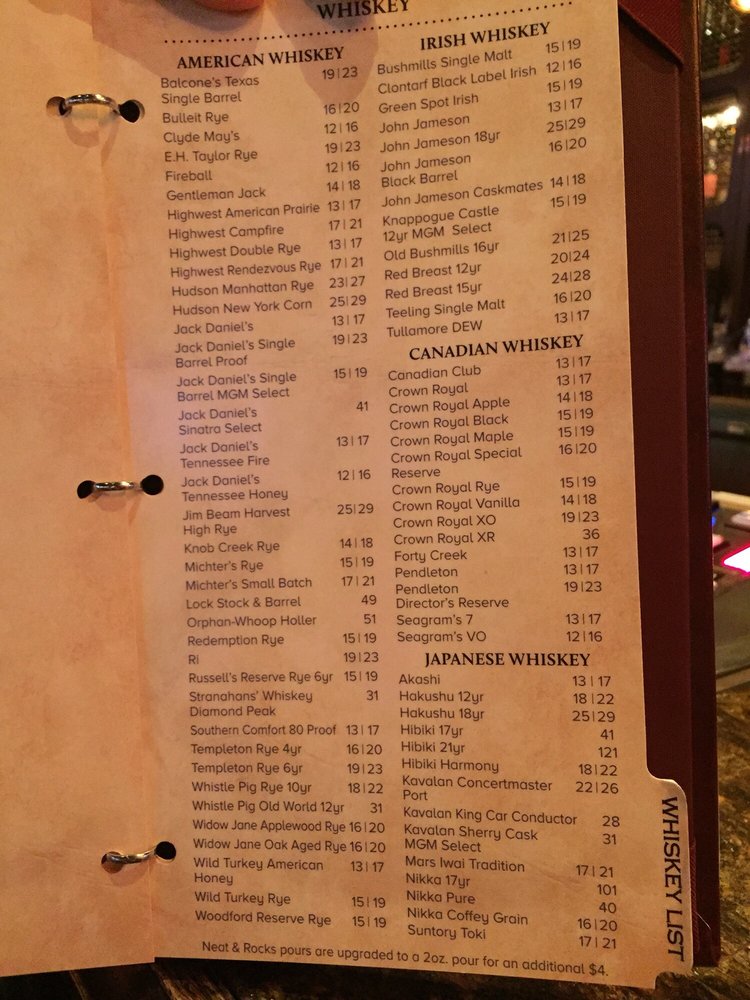 WHISKEY
AMERICAN WHISKEY
Balcone's Texas 19|23
Single Barrel
Bulleit Rye 16|20
Clyde May's 12|16
E.H. Taylor Rye 19|23
Fireball 12|16
Gentleman Jack 14|18
Highwest American Prairie 13|17
Highwest Campfire 17|21
Highwest Double Rye 13|17
Highwest Rendezvous Rye 17|21
Hudson Manhattan Rye 23|27
Hudson New York Corn 25|29
Jack Daniel's 13|17
Jack Daniel's Single 19|23
Barrel Proof
Jack Daniel's Single 15|19
Barrel MGM Select
Jack Daniel's 41
Sinatra Select
Jack Daniel's 13|17
Tennessee Fire
Jack Daniel's 12|16
Tennessee Honey
Jim Beam Harvest 25|29
High Rye
Knob Creek Rye 14|18
Michter's Rye 15|19
Michter's Small Batch 17|21
Lock Stock & Barrel 49
Orphan-Whoop Holler 51
Redemption Rye 15|19
Ri 19|23
Russell's Reserve Rye 6yr 15|19
Stranahans' Whiskey 31
Diamond Peak
Southern Comfort 80 Proof 13|17
Templeton Rye 4yr 16|20
Templeton Rye 6yr 19|23
Whistle Pig Rye 10yr 18|22
Whistle Pig Old World 12yr 31
Widow Jane Applewood Rye 16|20
Widow Jane Oak Aged Rye 16|20
Wild Turkey American 13|17
Honey
Wild Turkey Rye 15|19
Woodford Reserve Rye 15|19
IRISH WHISKEY
Bushmills Single Malt 15|19
Clontarf Black Label Irish 12|16
Green Spot Irish 15|19
John Jameson 13|17
John Jameson 18yr 25|29
John Jameson 16|20
Black Barrel
John Jameson Caskmates 14|18
Knappogue Castle 15|19
12yr MGM Select
Old Bushmills 16yr 21|25
Red Breast 12yr 20|24
Red Breast 15yr 24|28
Teeling Single Malt 16|20
Tullamore DEW 13|17
CANADIAN WHISKEY
Canadian Club 13|17
Crown Royal 13|17
Crown Royal Apple 14|18
Crown Royal Black 15|19
Crown Royal Maple 15|19
Crown Royal Special 16|20
Reserve
Crown Royal Rye 15|19
Crown Royal Vanilla 14|18
Crown Royal XO 19|23
Crown Royal XR 36
Forty Creek 13|17
Pendleton 13|17
Pendleton 19|23
Director's Reserve
Seagram's 7 13|17
Seagram's VO 12|16
JAPANESE WHISKEY
Akashi 13|17
Hakushu 12yr 18|22
Hakushu 18yr 25|29
Hibiki 17yr 41
Hibiki 21yr 121
Hibiki Harmony 18|22
Kavalan Concertmaster 22|26
Port
Kavalan King Car Conductor 28
Kavalan Sherry Cask 31
MGM Select
Mars Iwai Tradition 17|21
Nikka 17yr 101
Nikka Pure 40
Nikka Coffey Grain 16|20
Suntory Toki 17|21
Neat & Rocks pours are upgraded to a 2oz. pour for an additional $4.
WHISKEY LIST